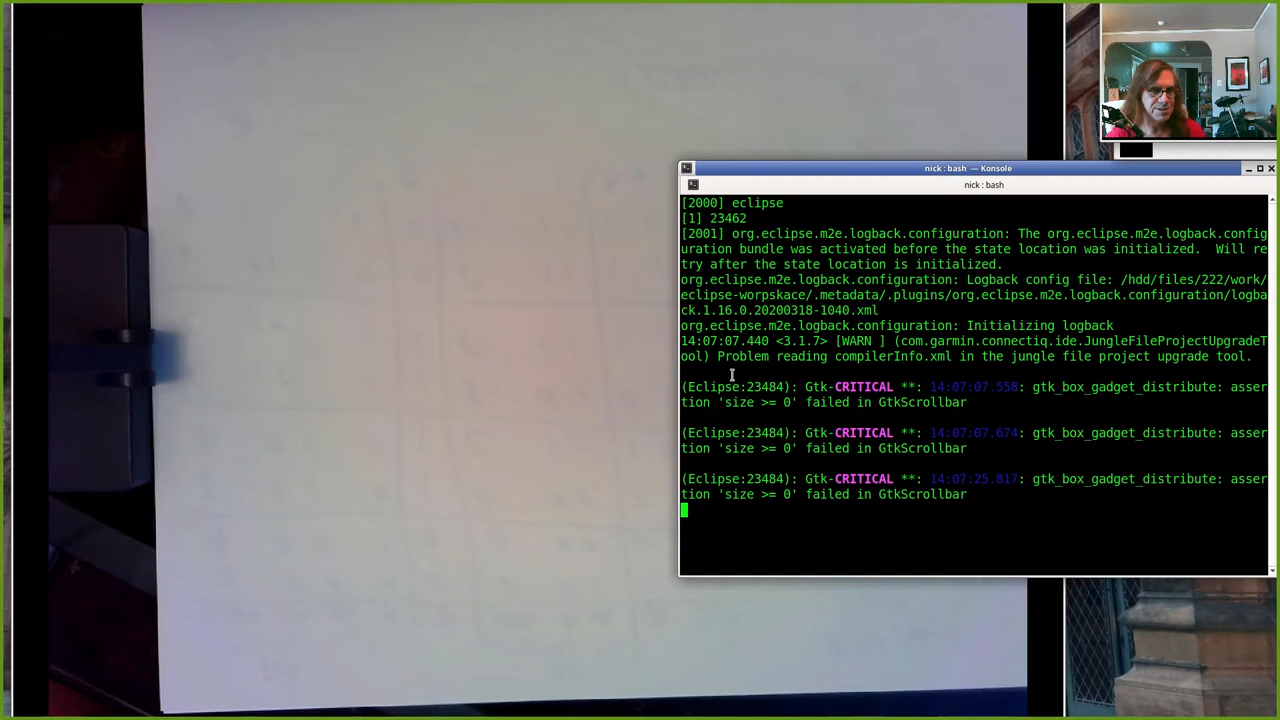 nick : bash — Konsole
nick : bash
[2000] eclipse
[1] 23462
[2001] org.eclipse.m2e.logback.configuration: The org.eclipse.m2e.logback.config
uration bundle was activated before the state location was initialized.  Will re
try after the state location is initialized.
org.eclipse.m2e.logback.configuration: Logback config file: /hdd/files/222/work/
eclipse-worpskace/.metadata/.plugins/org.eclipse.m2e.logback.configuration/logba
ck.1.16.0.20200318-1040.xml
org.eclipse.m2e.logback.configuration: Initializing logback
14:07:07.440 <3.1.7> [WARN ] (com.garmin.connectiq.ide.JungleFileProjectUpgradeT
ool) Problem reading compilerInfo.xml in the jungle file project upgrade tool.
(Eclipse:23484): Gtk-CRITICAL **: 14:07:07.558: gtk_box_gadget_distribute: asser
tion 'size >= 0' failed in GtkScrollbar
(Eclipse:23484): Gtk-CRITICAL **: 14:07:07.674: gtk_box_gadget_distribute: asser
tion 'size >= 0' failed in GtkScrollbar
(Eclipse:23484): Gtk-CRITICAL **: 14:07:25.817: gtk_box_gadget_distribute: asser
tion 'size >= 0' failed in GtkScrollbar